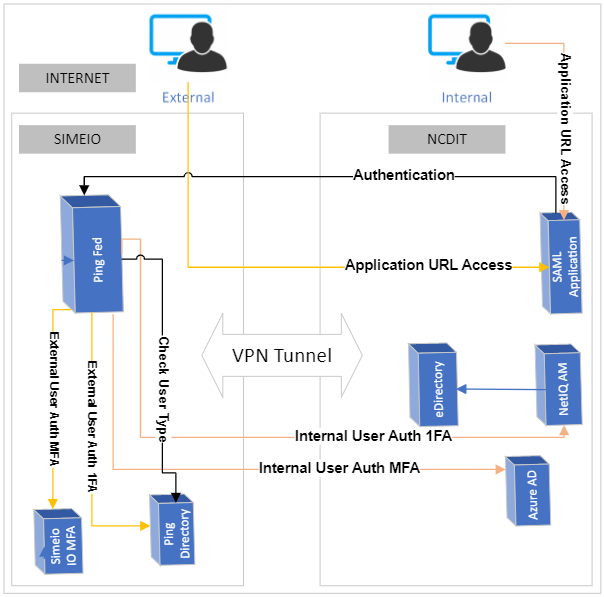 INTERNET
External
Internal
SIMEIO
NCDIT
Application URL Access
Authentication
Ping Fed
SAML
Application
Application URL Access
VPN Tunnel
External User Auth MFA
External User Auth 1FA
Check User Type
eDirectory
NetIQ AM
Internal User Auth 1FA
Internal User Auth MFA
Azure AD
Simeio
IO MFA
Ping
Directory